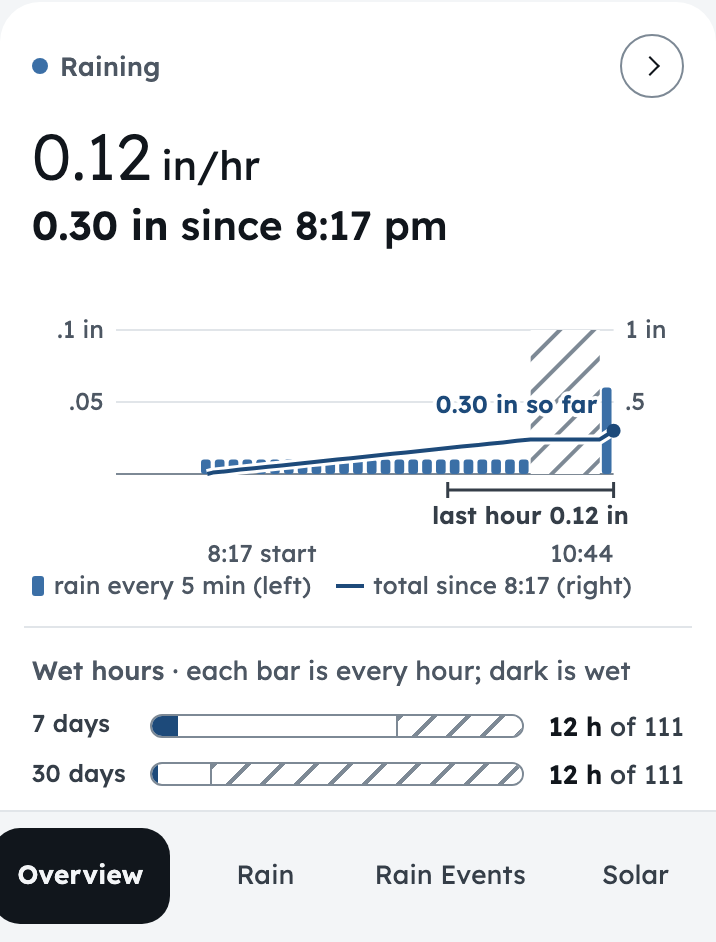 Raining
0.12 in/hr
0.30 in since 8:17 pm
.1 in
1 in
.05
0.30 in so far
.5
last hour 0.12 in
8:17 start
10:44
rain every 5 min (left)
total since 8:17 (right)
Wet hours · each bar is every hour; dark is wet
7 days
12 h of 111
30 days
12 h of 111
Overview
Rain
Rain Events
Solar